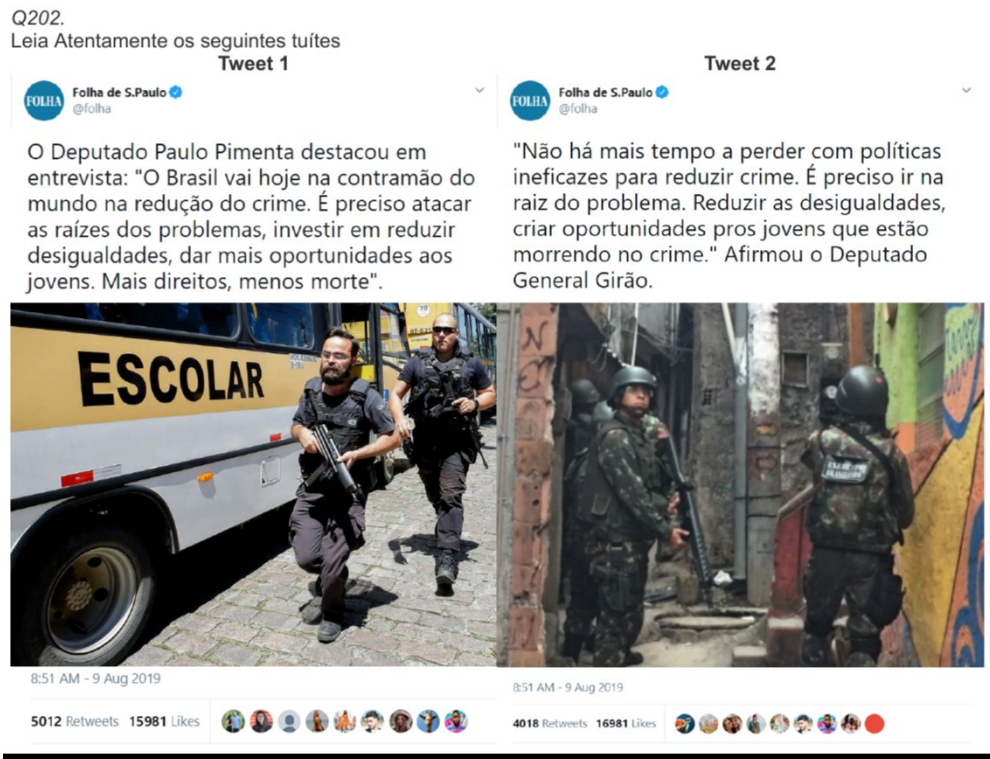 Q202.
Leia Atentamente os seguintes tuítes
Tweet 1
FOLHA
Folha de S.Paulo
@folha
O Deputado Paulo Pimenta destacou em
entrevista: "O Brasil vai hoje na contramão do
mundo na redução do crime. É preciso atacar
as raízes dos problemas, investir em reduzir
desigualdades, dar mais oportunidades aos
jovens. Mais direitos, menos morte".
ESCOLAR
8:51 AM - 9 Aug 2019
5012 Retweets 15981 Likes
Tweet 2
FOLHA
Folha de S.Paulo
@folha
"Não há mais tempo a perder com políticas
ineficazes para reduzir crime. É preciso ir na
raiz do problema. Reduzir as desigualdades,
criar oportunidades pros jovens que estão
morrendo no crime." Afirmou o Deputado
General Girão.
8:51 AM - 9 Aug 2019
4018 Retweets 16981 Likes